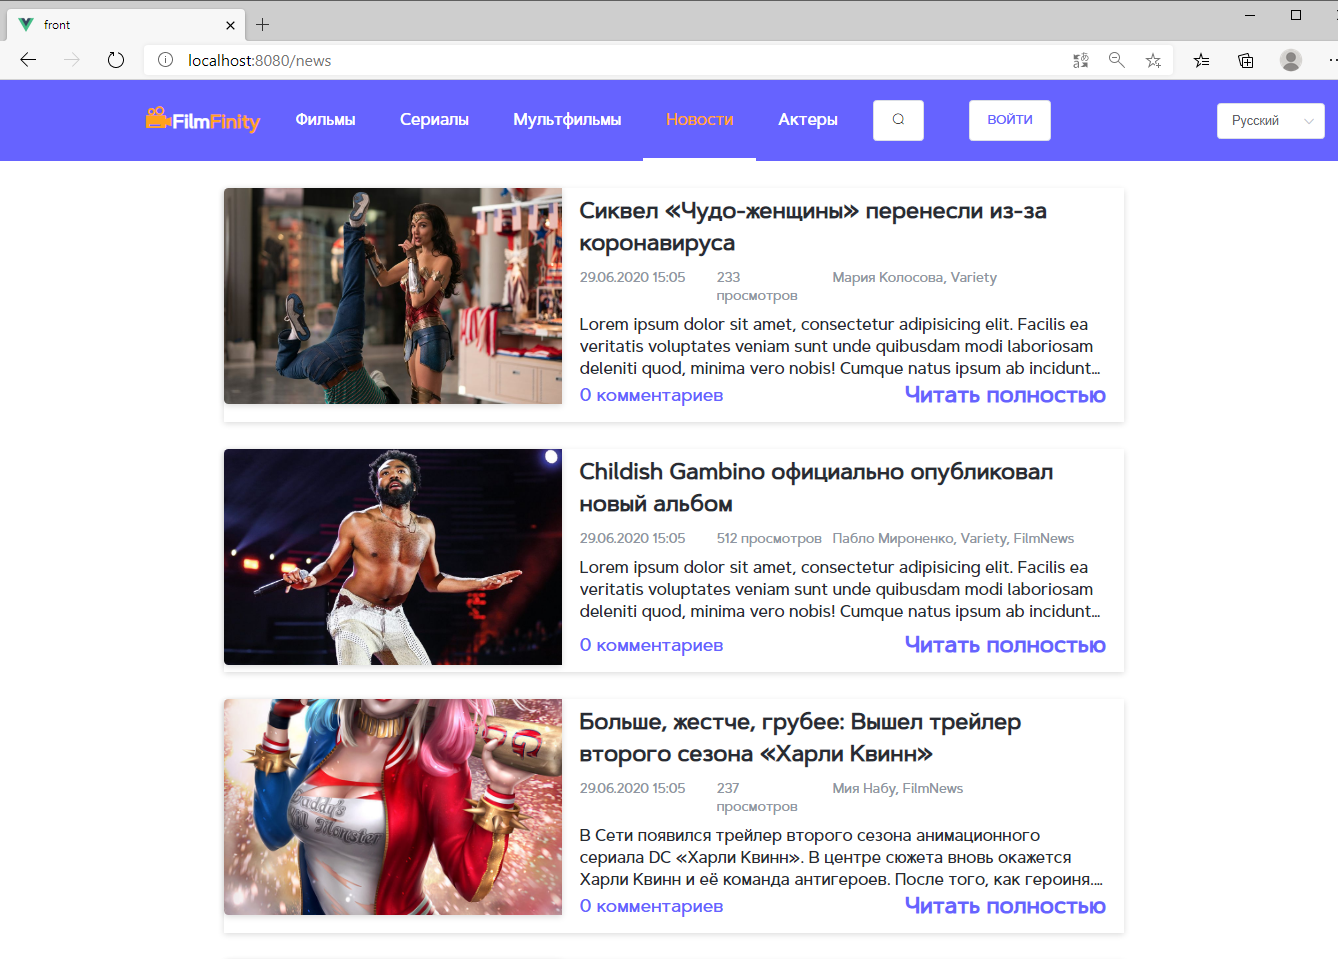 front
localhost:8080/news
FilmFinity
Фильмы
Сериалы
Мультфильмы
Новости
Актеры
ВОЙТИ
Русский
Сиквел «Чудо-женщины» перенесли из-за
коронавируса
29.06.2020 15:05
233
просмотров
Мария Колосова, Variety
Lorem ipsum dolor sit amet, consectetur adipisicing elit. Facilis ea
veritatis voluptates veniam sunt unde quibusdam modi laboriosam
deleniti quod, minima vero nobis! Cumque natus ipsum ab incidunt...
0 комментариев
Читать полностью
Childish Gambino официально опубликовал
новый альбом
29.06.2020 15:05
512 просмотров
Пабло Мироненко, Variety, FilmNews
Lorem ipsum dolor sit amet, consectetur adipisicing elit. Facilis ea
veritatis voluptates veniam sunt unde quibusdam modi laboriosam
deleniti quod, minima vero nobis! Cumque natus ipsum ab incidunt...
0 комментариев
Читать полностью
Daddy's
Lil Monster
Больше, жестче, грубее: Вышел трейлер
второго сезона «Харли Квинн»
29.06.2020 15:05
237
просмотров
Мия Набу, FilmNews
В Сети появился трейлер второго сезона анимационного
сериала DC «Харли Квинн». В центре сюжета вновь окажется
Харли Квинн и её команда антигероев. После того, как героиня....
0 комментариев
Читать полностью